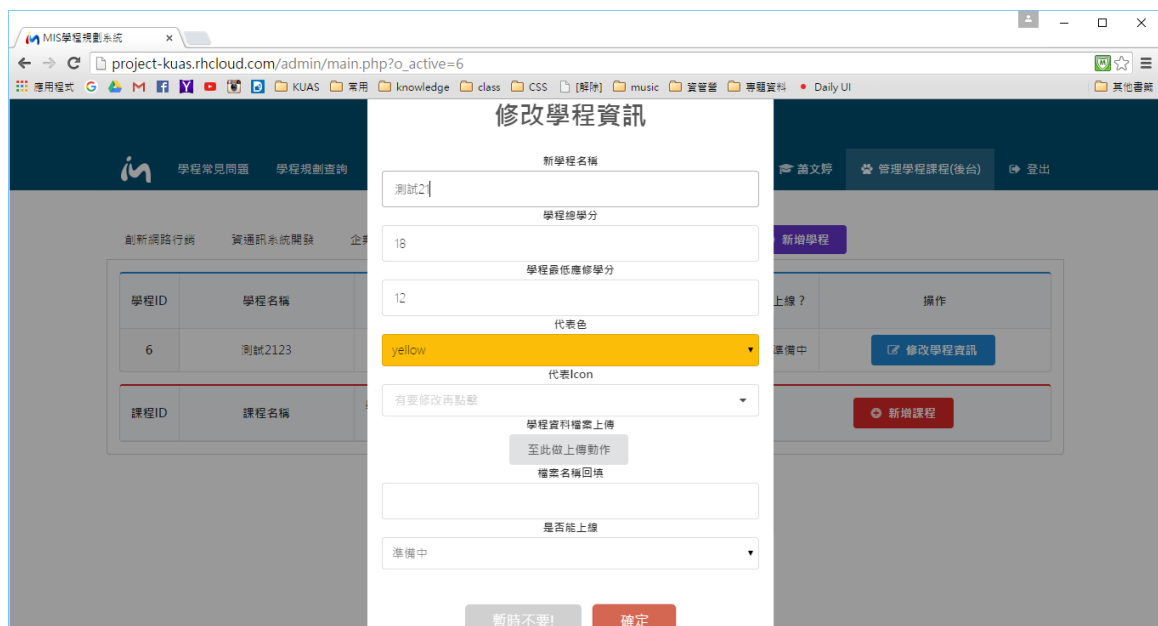 MIS學程規劃系統
project-kuas.rhcloud.com/admin/main.php?o_active=6
應用程式 KUAS 常用 knowledge class CSS [解除] music 資管營 專題資料 Daily UI 其他書籤
修改學程資訊
學程常見問題 學程規劃查詢 蕭文婷 管理學程課程(後台) 登出
新學程名稱
測試21
學程總學分
創新網路行銷 資通訊系統開發 企業 新增學程
18
學程最低應修學分
學程ID 學程名稱 上線? 操作
12
代表色
6 測試2123 yellow 準備中 修改學程資訊
代表Icon
有要修改再點擊
課程ID 課程名稱 新增課程
學程資料檔案上傳
至此做上傳動作
檔案名稱回填
是否能上線
準備中
暫時不要! 確定